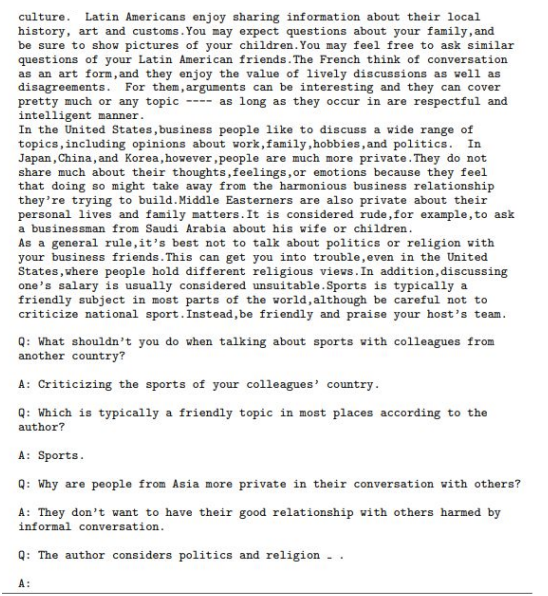 culture.  Latin Americans enjoy sharing information about their local
history, art and customs.You may expect questions about your family,and
be sure to show pictures of your children.You may feel free to ask similar
questions of your Latin American friends.The French think of conversation
as an art form,and they enjoy the value of lively discussions as well as
disagreements.  For them,arguments can be interesting and they can cover
pretty much or any topic ---- as long as they occur in are respectful and
intelligent manner.
In the United States,business people like to discuss a wide range of
topics,including opinions about work,family,hobbies,and politics.  In
Japan,China,and Korea,however,people are much more private.They do not
share much about their thoughts,feelings,or emotions because they feel
that doing so might take away from the harmonious business relationship
they're trying to build.Middle Easterners are also private about their
personal lives and family matters.It is considered rude,for example,to ask
a businessman from Saudi Arabia about his wife or children.
As a general rule,it's best not to talk about politics or religion with
your business friends.This can get you into trouble,even in the United
States,where people hold different religious views.In addition,discussing
one's salary is usually considered unsuitable.Sports is typically a
friendly subject in most parts of the world,although be careful not to
criticize national sport.Instead,be friendly and praise your host's team.
Q: What shouldn't you do when talking about sports with colleagues from
another country?
A: Criticizing the sports of your colleagues' country.
Q: Which is typically a friendly topic in most places according to the
author?
A: Sports.
Q: Why are people from Asia more private in their conversation with others?
A: They don't want to have their good relationship with others harmed by
informal conversation.
Q: The author considers politics and religion _ .
A: